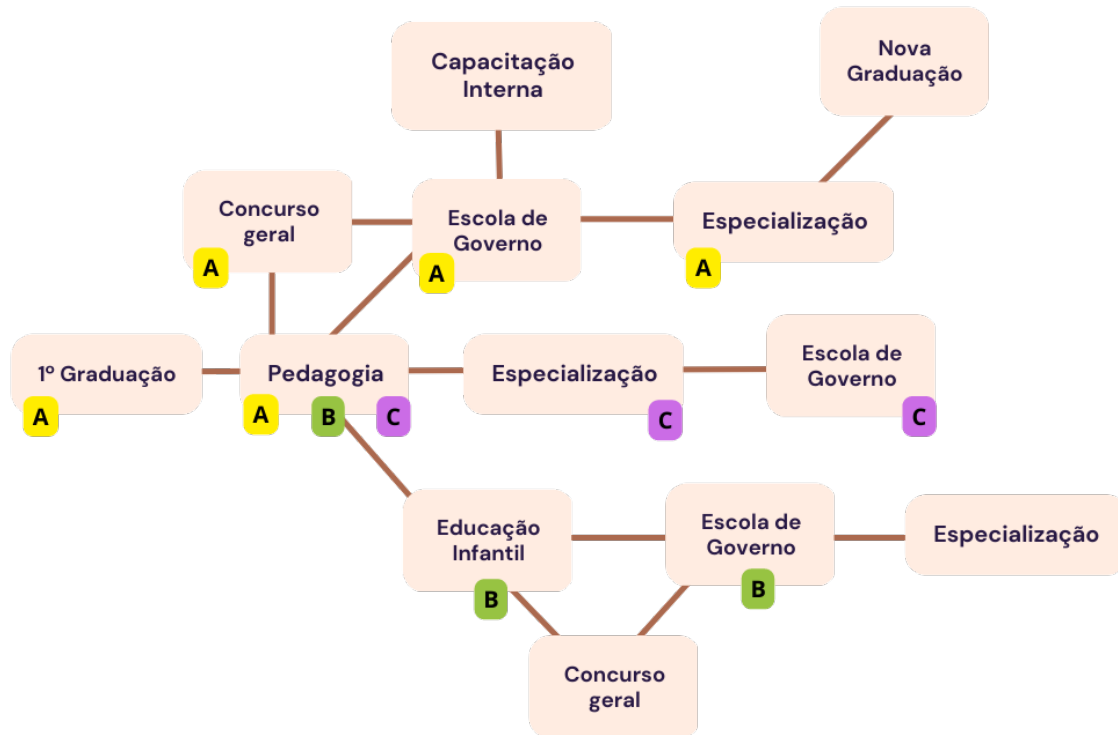 Capacitação
Interna
Nova
Graduação
Concurso
geral
A
Escola de
Governo
A
Especialização
A
1º Graduação
A
Pedagogia
A
B
C
Especialização
C
Escola de
Governo
C
Educação
Infantil
B
Escola de
Governo
B
Especialização
Concurso
geral